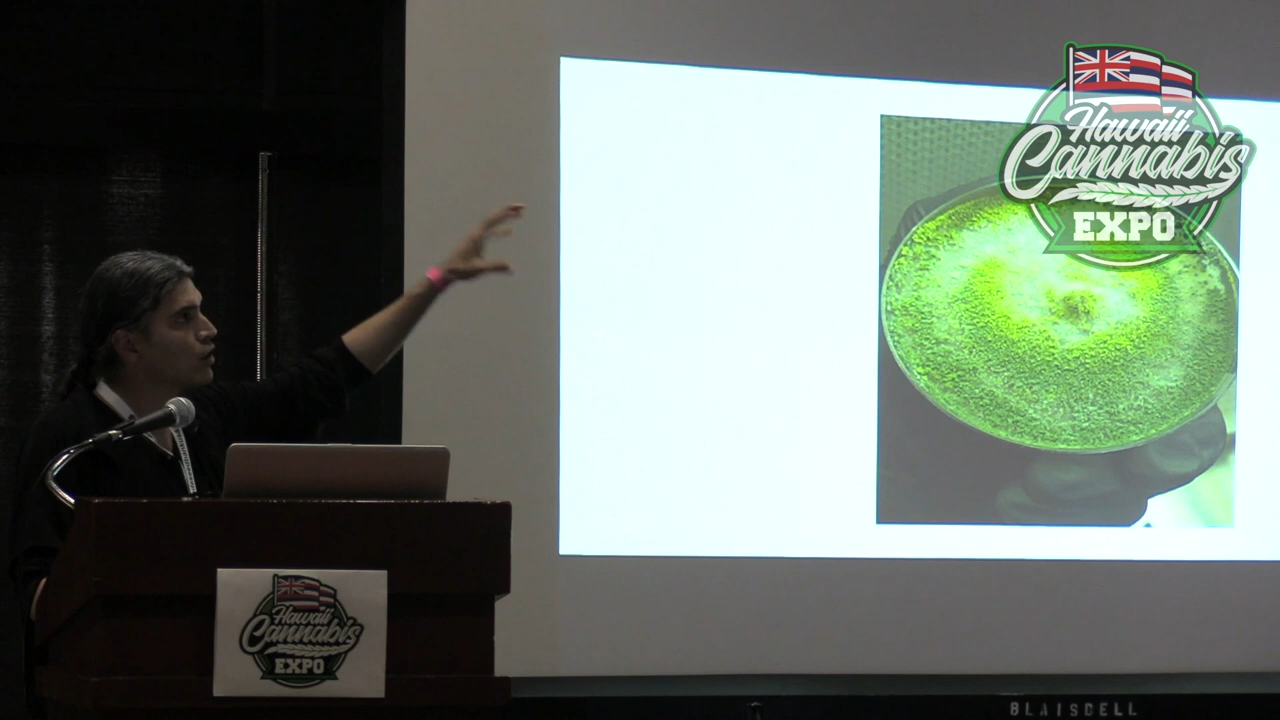 Hawaii
Cannabis
EXPO
Hawaii
Cannabis
EXPO
BLAISDELL